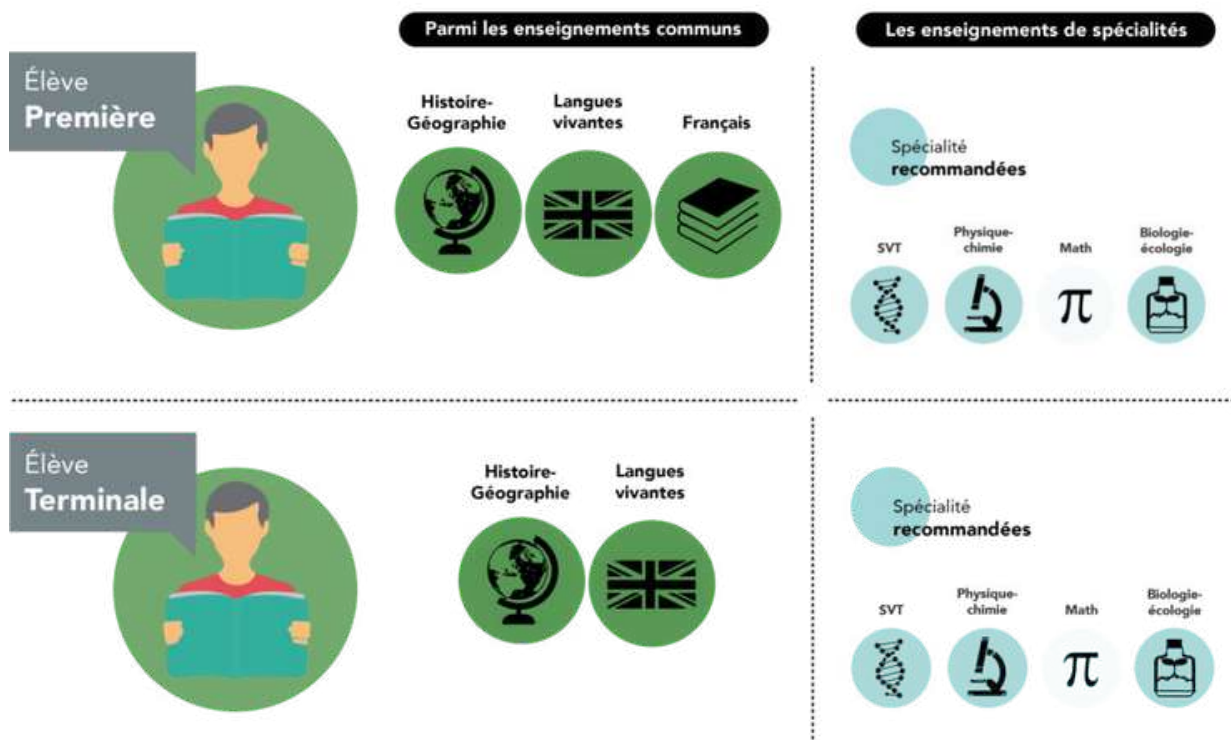 Parmi les enseignements communs
Les enseignements de spécialités
Élève
Première
Histoire-
Géographie
Langues
vivantes
Français
Spécialité
recommandées
SVT
Physique-
chimie
Math
Biologie-
écologie
π
Élève
Terminale
Histoire-
Géographie
Langues
vivantes
Spécialité
recommandées
SVT
Physique-
chimie
Math
Biologie-
écologie
π